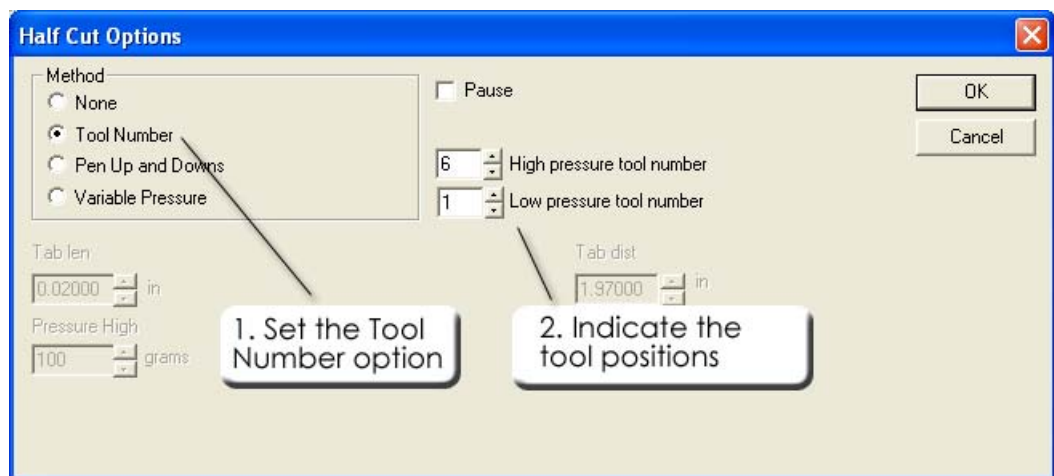 Half Cut Options
Method
None
Tool Number
Pen Up and Downs
Variable Pressure
Pause
6 High pressure tool number
1 Low pressure tool number
OK
Cancel
Tab len
0.02000 in
Tab dist
1.97000 in
Pressure High
100 grams
1. Set the Tool
Number option
2. Indicate the
tool positions